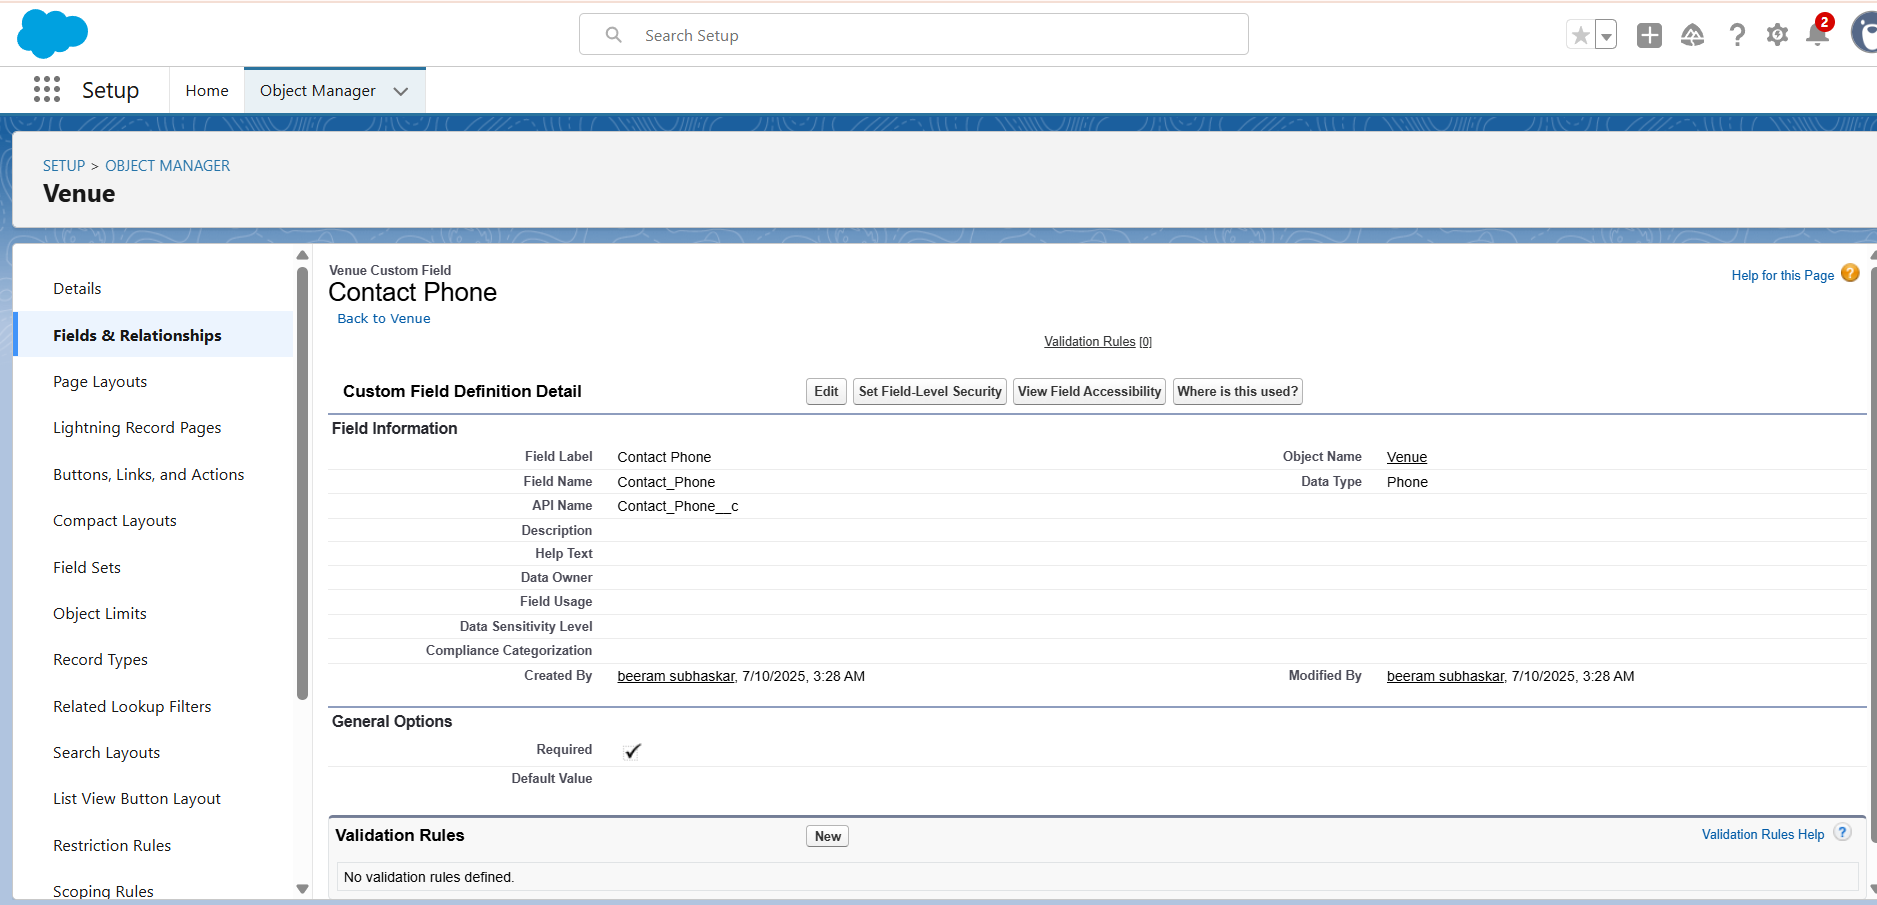 Search Setup
2
Setup
Home
Object Manager
SETUP > OBJECT MANAGER
Venue
Details
Fields & Relationships
Page Layouts
Lightning Record Pages
Buttons, Links, and Actions
Compact Layouts
Field Sets
Object Limits
Record Types
Related Lookup Filters
Search Layouts
List View Button Layout
Restriction Rules
Scoping Rules
Venue Custom Field
Contact Phone
Back to Venue
Help for this Page ?
Validation Rules [0]
Custom Field Definition Detail Edit Set Field-Level Security View Field Accessibility Where is this used?
Field Information
Field Label Contact Phone Object Name Venue
Field Name Contact_Phone Data Type Phone
API Name Contact_Phone__c
Description
Help Text
Data Owner
Field Usage
Data Sensitivity Level
Compliance Categorization
Created By beeram subhaskar, 7/10/2025, 3:28 AM Modified By beeram subhaskar, 7/10/2025, 3:28 AM
General Options
Required
Default Value
Validation Rules New Validation Rules Help ?
No validation rules defined.